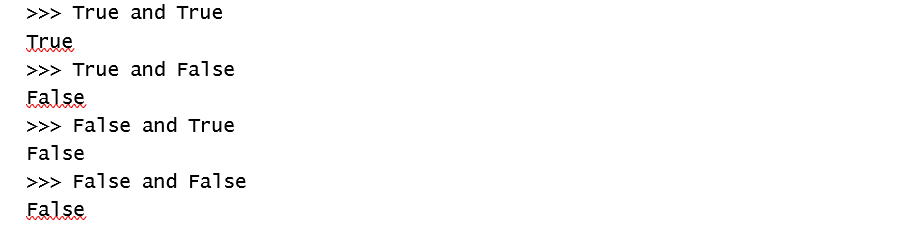 >>> True and True
True
>>> True and False
False
>>> False and True
False
>>> False and False
False